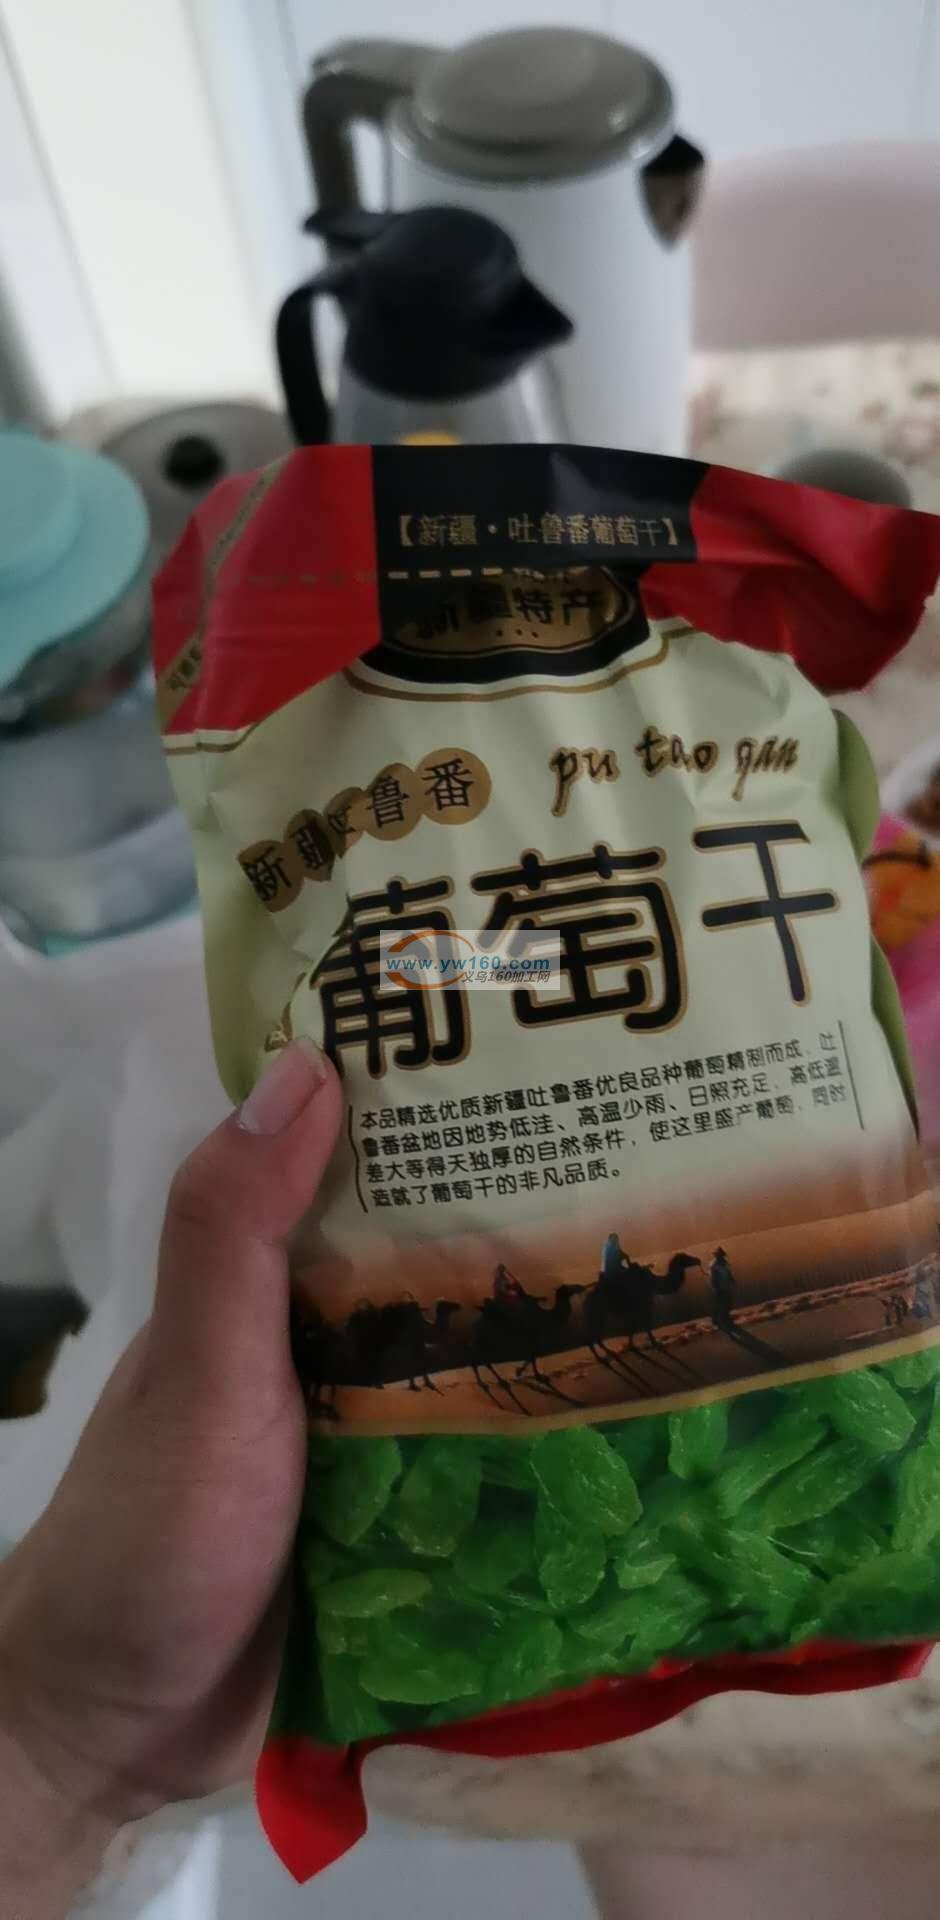 【新疆·吐鲁番葡萄干】
新疆特产
新疆吐鲁番
pu tao gan
葡萄干
www.yw160.com
义乌160加工网
本品精选优质新疆吐鲁番优良品种葡萄精制而成，吐
鲁番盆地因地势低洼、高温少雨、日照充足，高低温
差大等得天独厚的自然条件，使这里盛产葡萄，同时
造就了葡萄干的非凡品质。
净